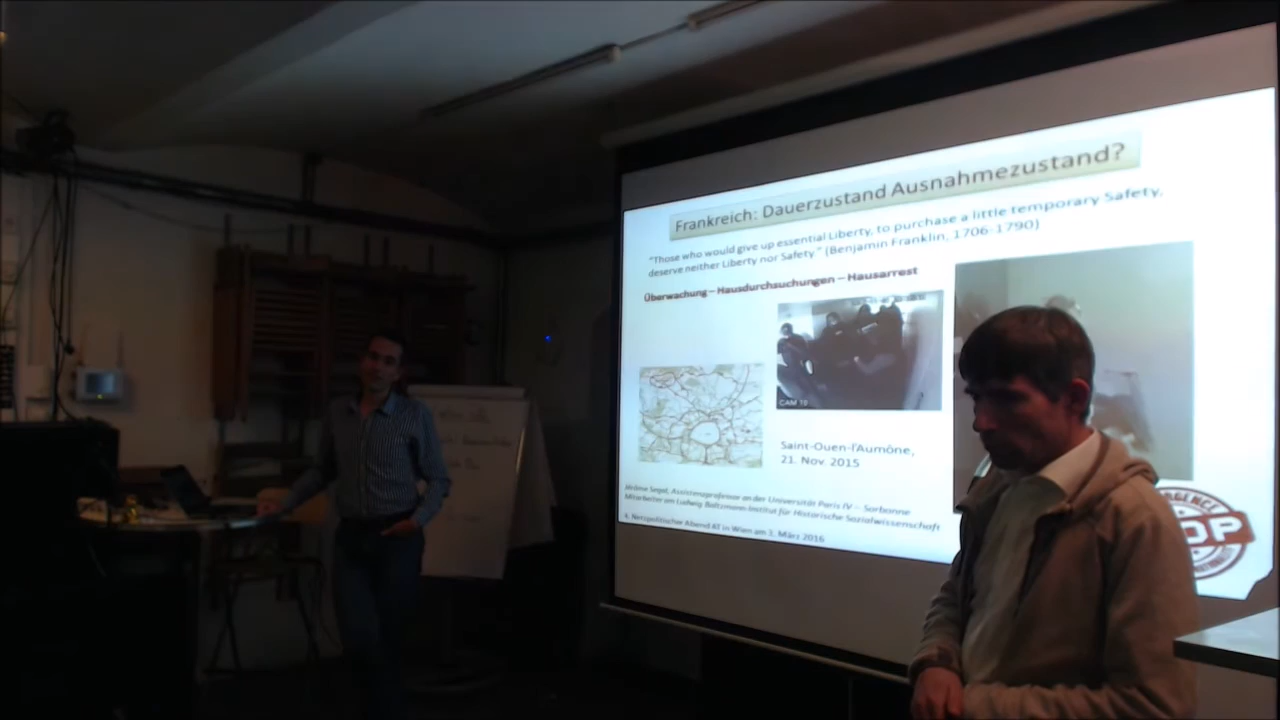 Frankreich: Dauerzustand Ausnahmezustand?
"Those who would give up essential Liberty, to purchase a little temporary Safety,
deserve neither Liberty nor Safety." (Benjamin Franklin, 1706-1790)
Überwachung – Hausdurchsuchungen – Hausarrest
CAM 10
Saint-Ouen-l'Aumône,
21. Nov. 2015
Jérôme Segal, Assistenzprofessor an der Universität Paris IV – Sorbonne
Mitarbeiter am Ludwig Boltzmann-Institut für Historische Sozialwissenschaft
4. Netzpolitischer Abend AT in Wien am 3. März 2016